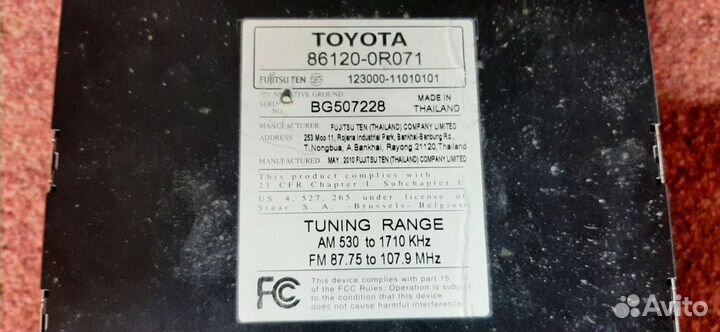 TOYOTA
86120-0R071
FUJITSU TEN 123000-11010101
NEGATIVE GROUND
SERIAL NO. BG507228 MADE IN THAILAND
MANUFACTURER. FUJITSU TEN (THAILAND) COMPANY LIMITED
ADDRESS 253 Moo 11, Rojana Industrial Park, Bankhai-Banbung Rd.,
T.Nongbua, A.Bankhai, Rayong 21120,Thailand
MANUFACTURED MAY 2010 FUJITSU TEN (THAILAND) COMPANY LIMITED
This product complies with
21 CFR Chapter 1, Subchapter J
US 4,527,265 under license of
Staar S. A. -Brussels- Belgium
TUNING RANGE
AM 530 to 1710 KHz
FM 87.75 to 107.9 MHz
FC This device complies with part 15
of the FCC Rules. Operation is subject
to the condition that this device
does not cause harmful interference.
Avito